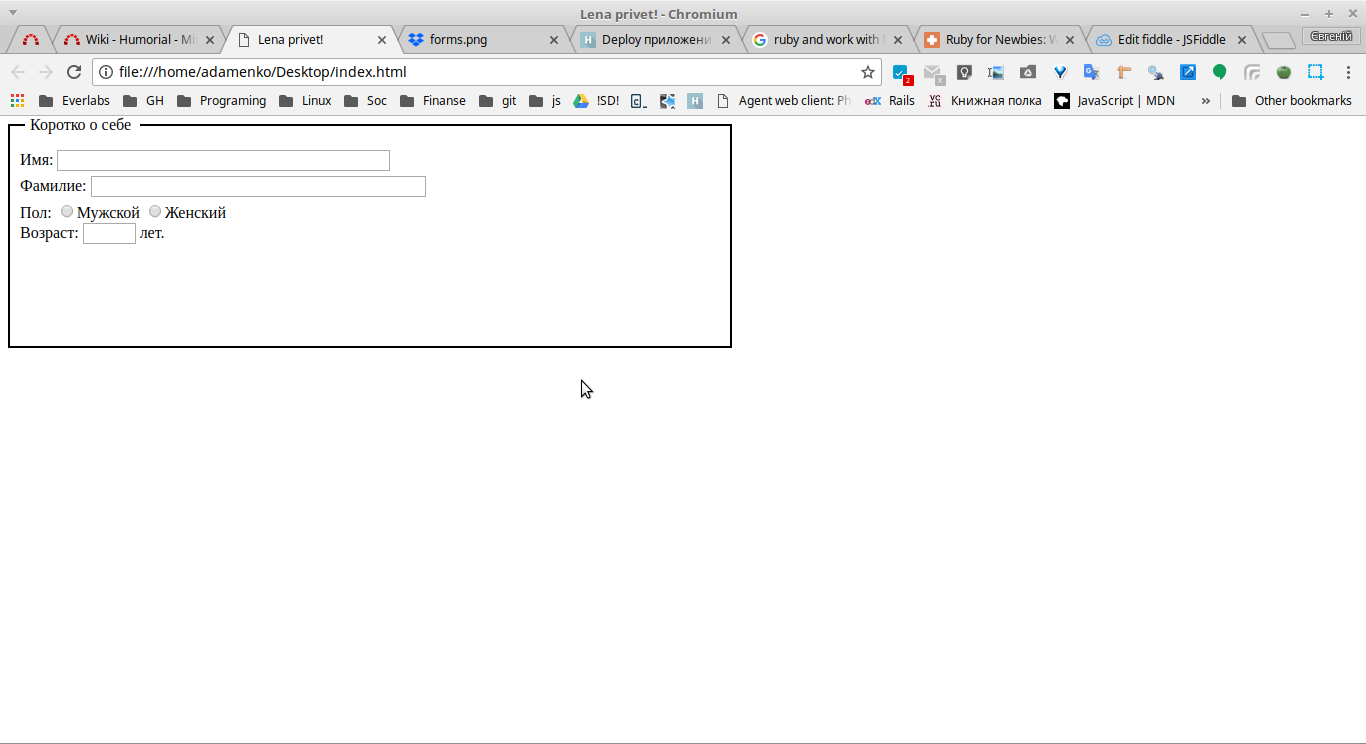 Lena privet! - Chromium
Wiki - Humorial - Mi
Lena privet!
forms.png
Deploy приложени
ruby and work with
Ruby for Newbies: W
Edit fiddle - JSFiddle
Євгеній
file:///home/adamenko/Desktop/index.html
2
x
Everlabs
GH
Programing
Linux
Soc
Finanse
git
js
!SD!
Agent web client: Ph
edX Rails
Книжная полка
JavaScript | MDN
»
Other bookmarks
Коротко о себе
Имя:
Фамилие:
Пол: Мужской Женский
Возраст: лет.